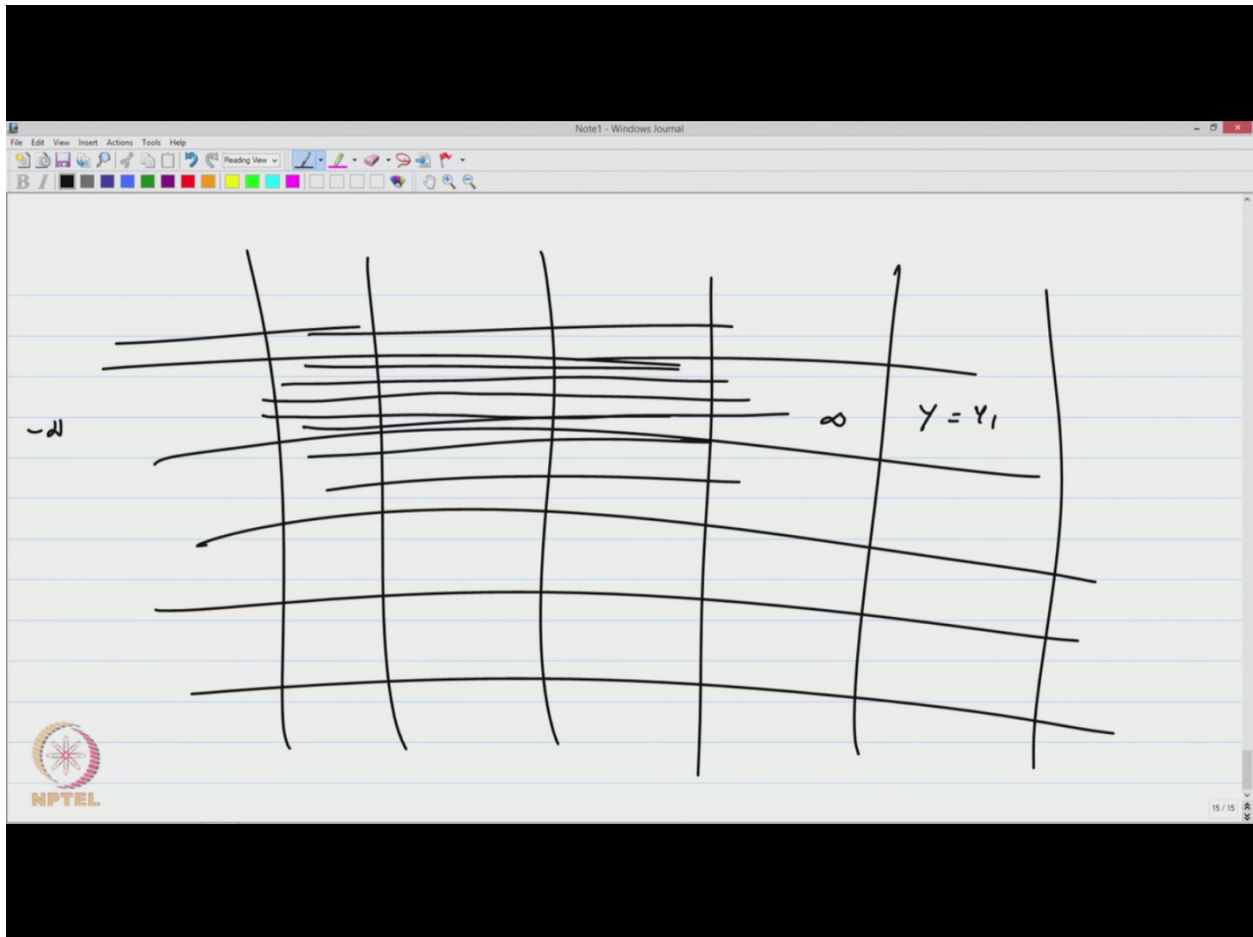 Note1 - Windows Journal
File Edit View Insert Actions Tools Help
Reading View
B I
∞ Y = Y1
NPTEL
15 / 15